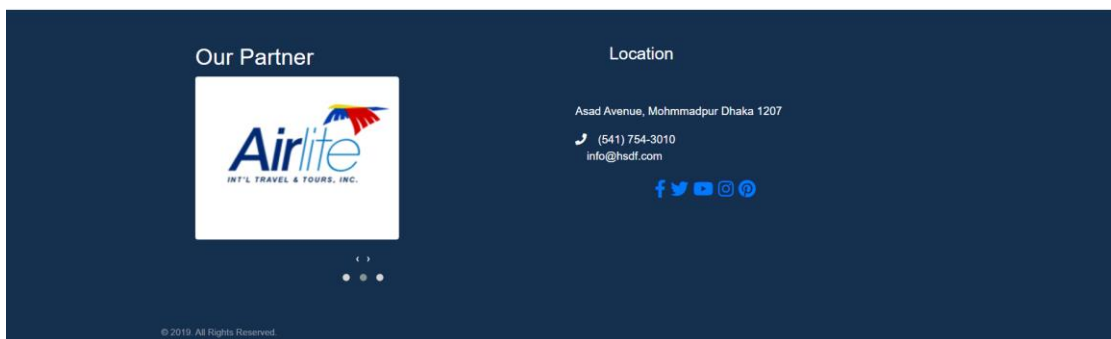 Our Partner
Airlite
INT'L TRAVEL & TOURS, INC.
Location
Asad Avenue, Mohmmadpur Dhaka 1207
(541) 754-3010
info@hsdf.com
© 2019. All Rights Reserved.